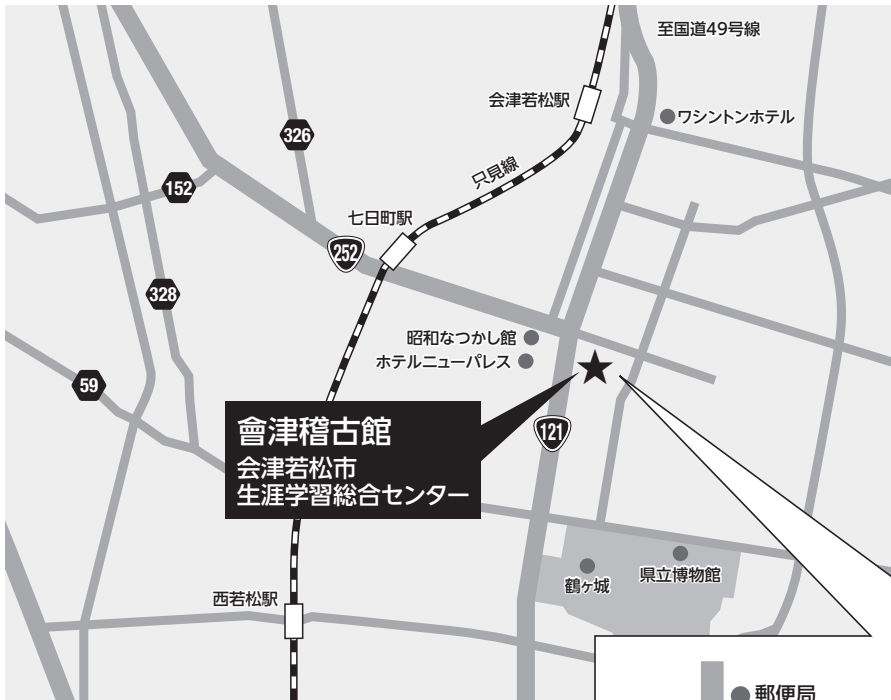 至国道49号線
会津若松駅
ワシントンホテル
326
只見線
152
七日町駅
252
328
昭和なつかし館
ホテルニューパレス
59
會津稽古館
会津若松市
生涯学習総合センター
121
鶴ヶ城
県立博物館
西若松駅
郵便局